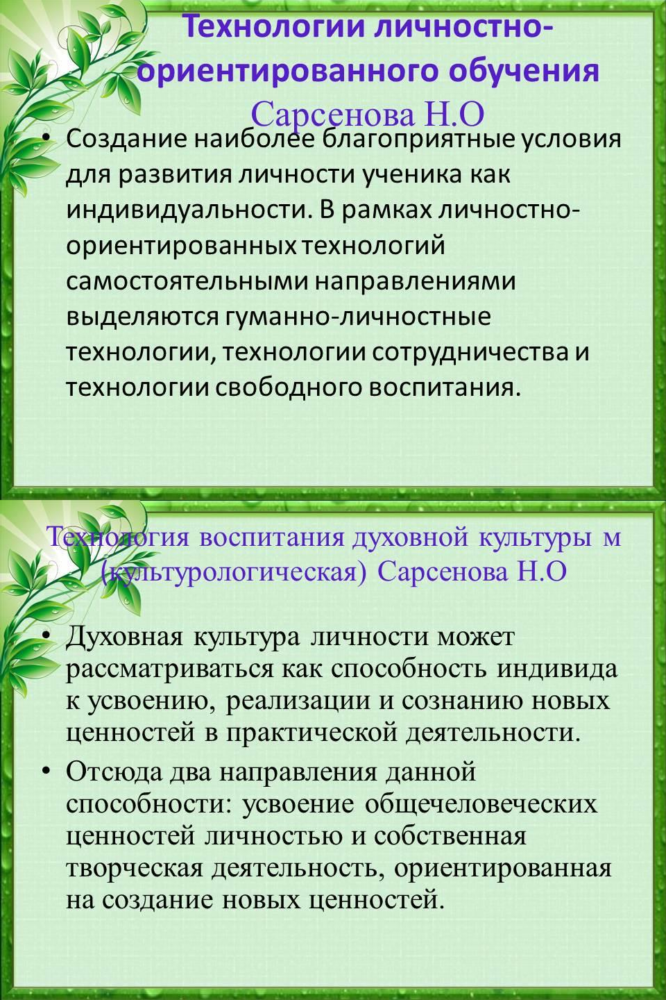 Технологии личностно-
ориентированного обучения
Сарсенова Н.О
• Создание наиболее благоприятные условия
для развития личности ученика как
индивидуальности. В рамках личностно-
ориентированных технологий
самостоятельными направлениями
выделяются гуманно-личностные
технологии, технологии сотрудничества и
технологии свободного воспитания.
Технология воспитания духовной культуры м
(культурологическая) Сарсенова Н.О
• Духовная культура личности может
рассматриваться как способность индивида
к усвоению, реализации и сознанию новых
ценностей в практической деятельности.
• Отсюда два направления данной
способности: усвоение общечеловеческих
ценностей личностью и собственная
творческая деятельность, ориентированная
на создание новых ценностей.